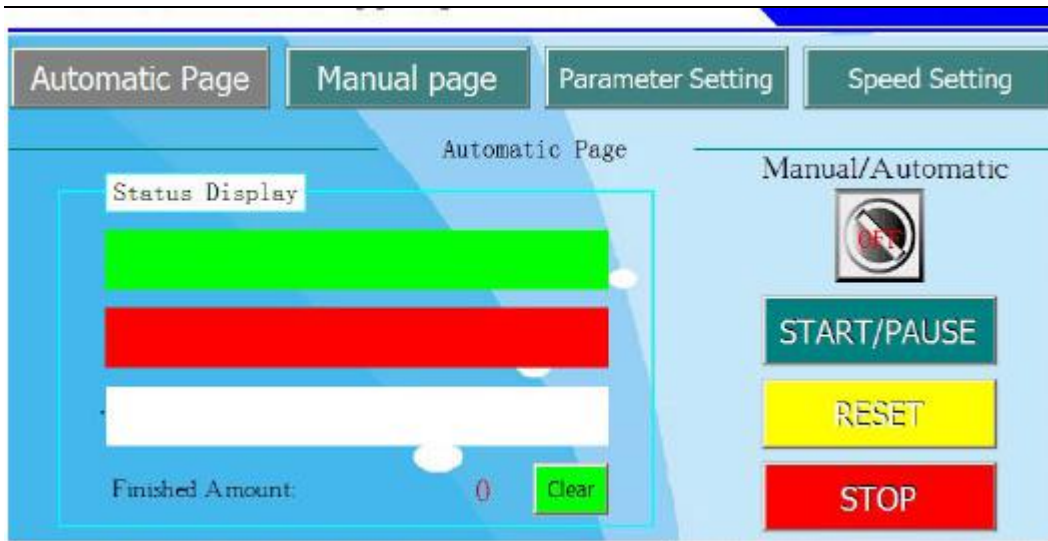 Automatic Page
Manual page
Parameter Setting
Speed Setting
Automatic Page
Manual/Automatic
Status Display
OFF
START/PAUSE
RESET
Finished Amount: 0
Clear
STOP